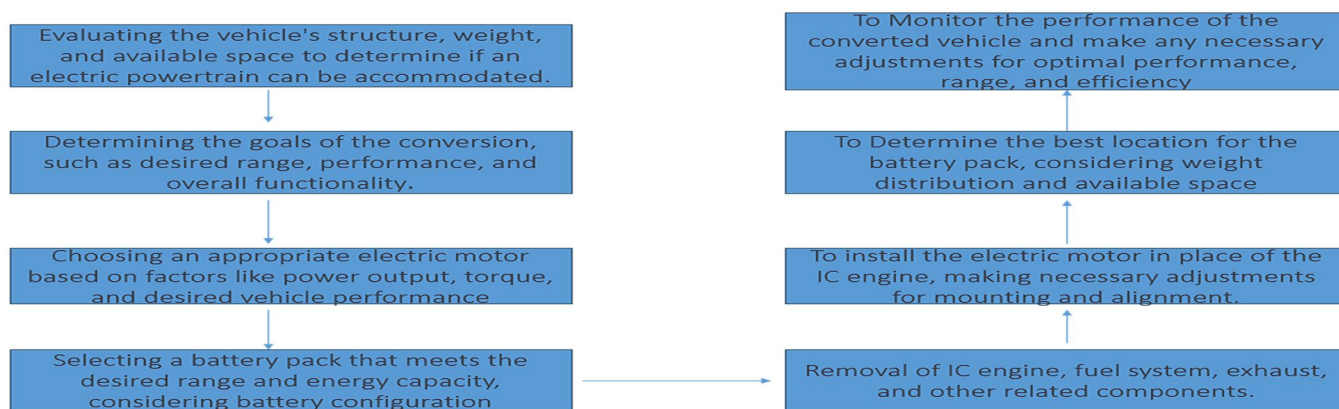 Evaluating the vehicle's structure, weight,
and available space to determine if an
electric powertrain can be accommodated.
Determining the goals of the conversion,
such as desired range, performance, and
overall functionality.
Choosing an appropriate electric motor
based on factors like power output, torque,
and desired vehicle performance
Selecting a battery pack that meets the
desired range and energy capacity,
considering battery configuration
Removal of IC engine, fuel system, exhaust,
and other related components.
To install the electric motor in place of the
IC engine, making necessary adjustments
for mounting and alignment.
To Determine the best location for the
battery pack, considering weight
distribution and available space
To Monitor the performance of the
converted vehicle and make any necessary
adjustments for optimal performance,
range, and efficiency